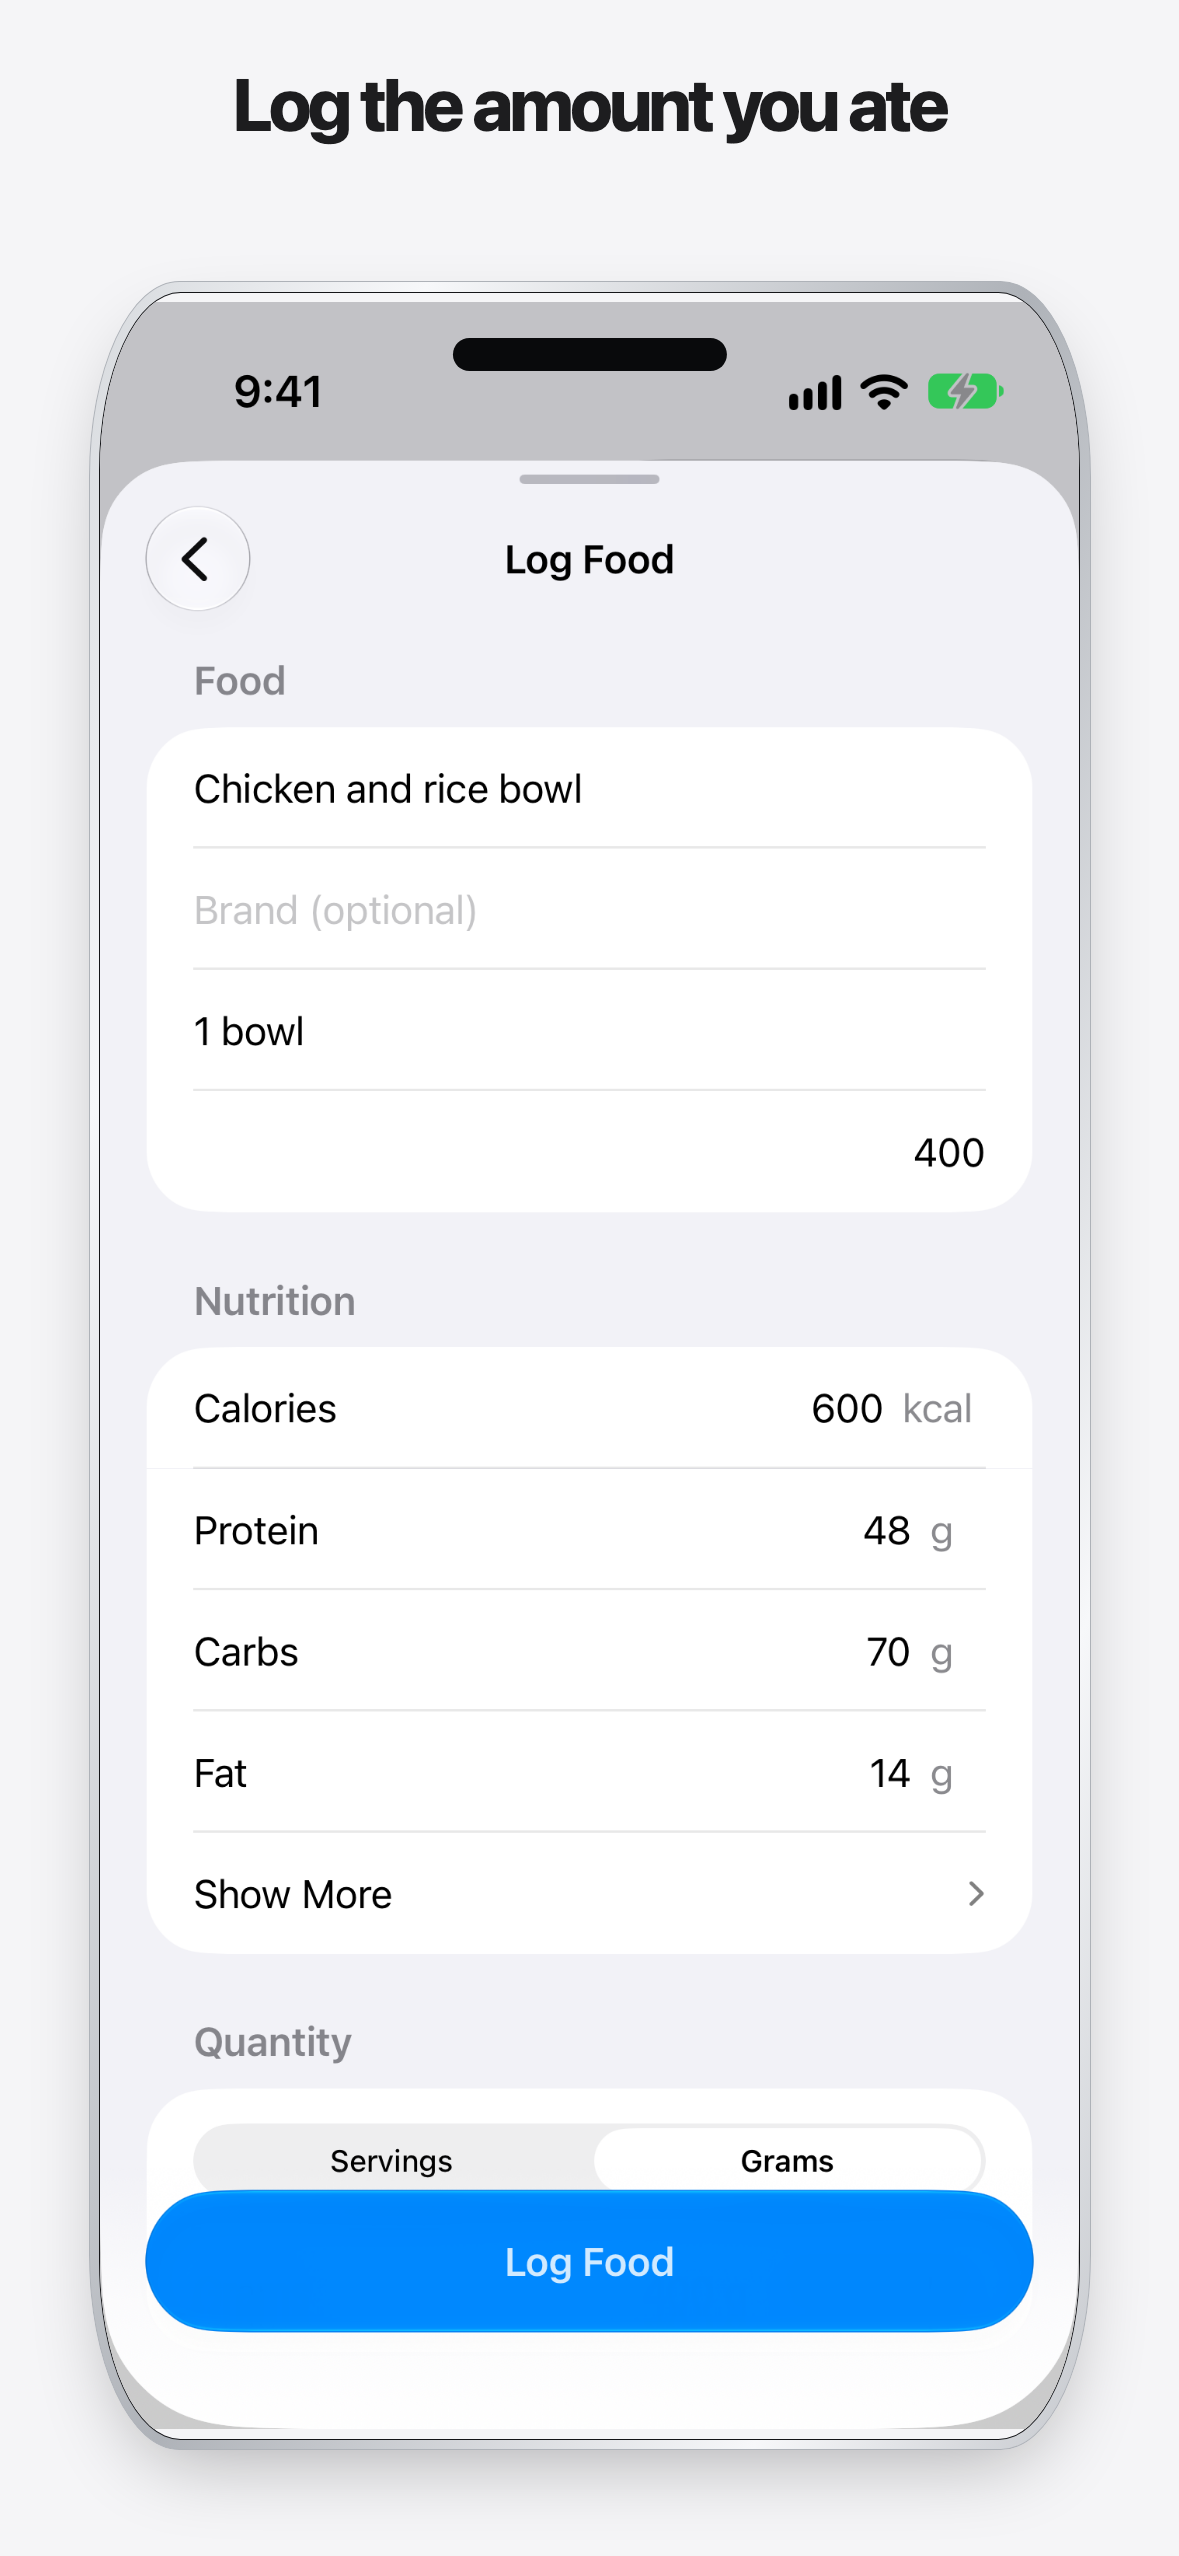 Log the amount you ate
9:41
Log Food
Food
Chicken and rice bowl
Brand (optional)
1 bowl
400
Nutrition
Calories 600 kcal
Protein 48 g
Carbs 70 g
Fat 14 g
Show More
Quantity
Servings Grams
Log Food